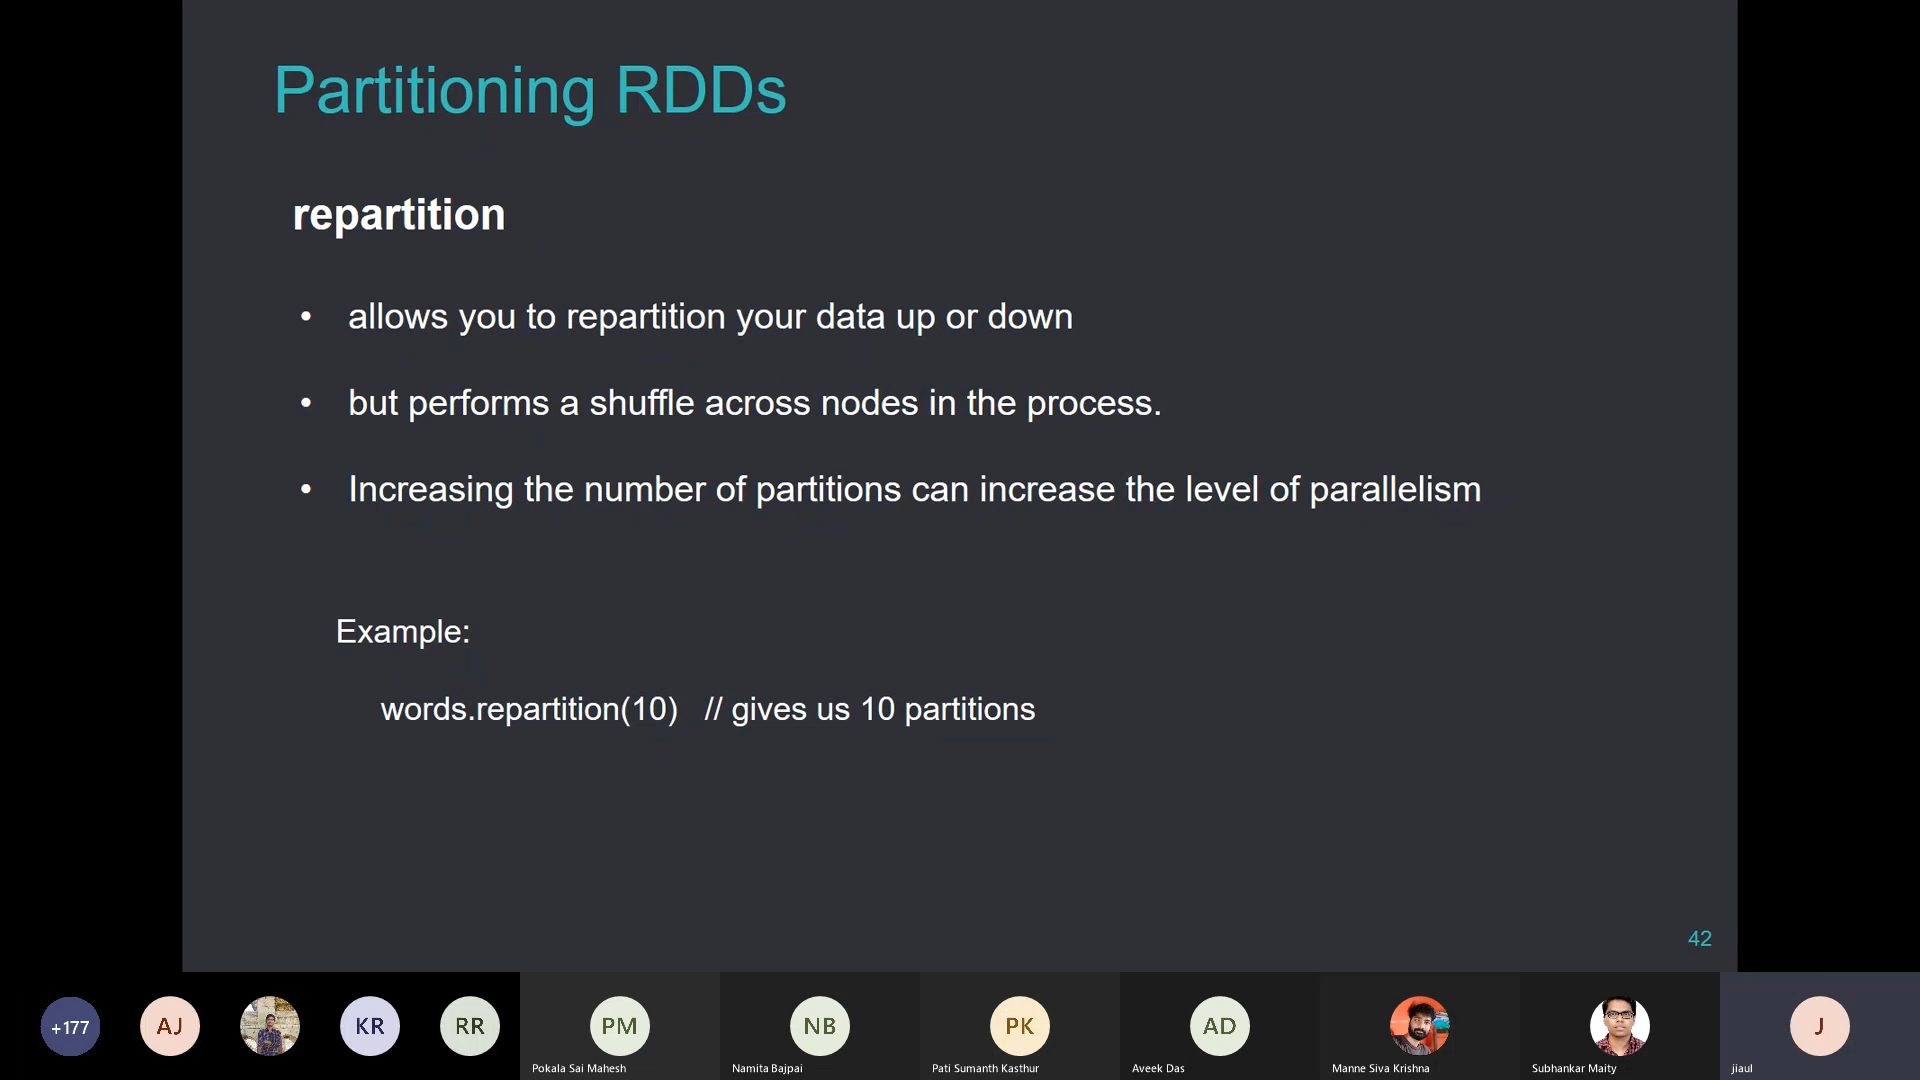 Partitioning RDDs
repartition
• allows you to repartition your data up or down
• but performs a shuffle across nodes in the process.
• Increasing the number of partitions can increase the level of parallelism
Example:
words.repartition(10) // gives us 10 partitions
42
+177
AJ
KR
RR
PM
NB
PK
AD
J
Pokala Sai Mahesh
Namita Bajpai
Pati Sumanth Kasthur
Aveek Das
Manne Siva Krishna
Subhankar Maity
jiaul